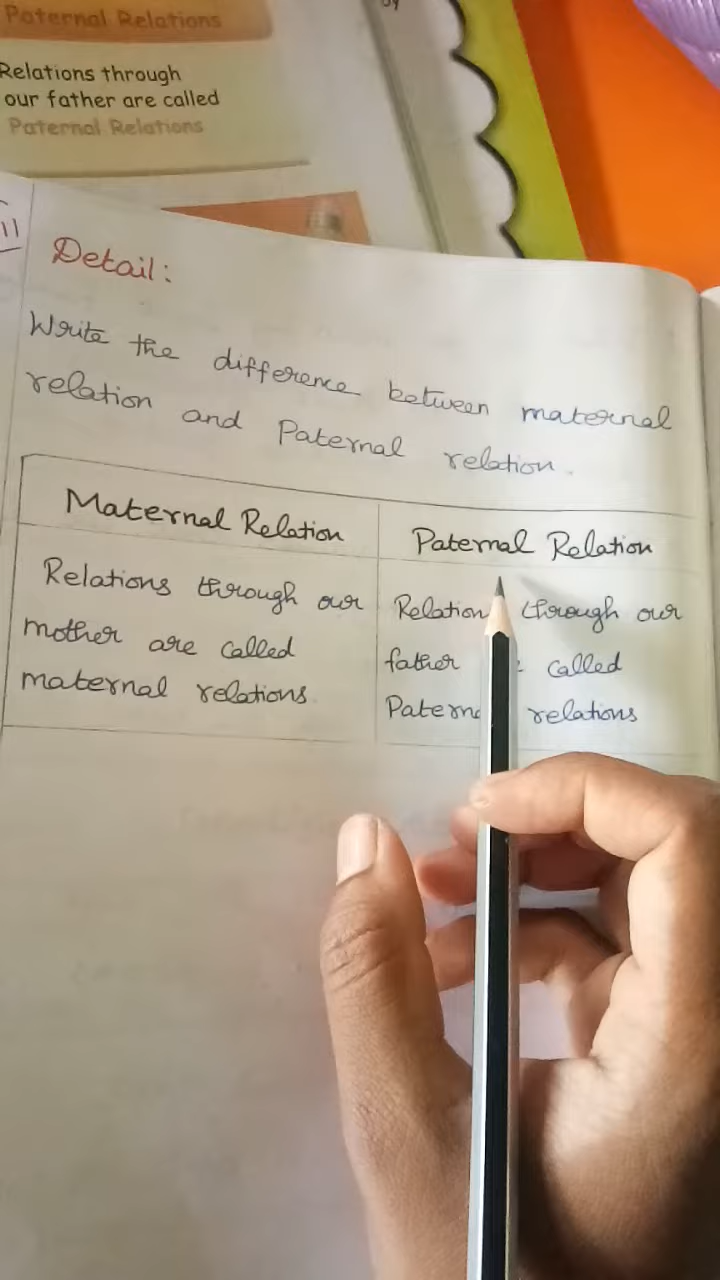 Paternal Relations
Relations through
our father are called
Paternal Relations
11
Detail:
Write the difference between maternal
relation and Paternal relation.
Maternal Relation
Relations through our
mother are called
maternal relations.
Paternal Relation
Relation through our
father called
relations